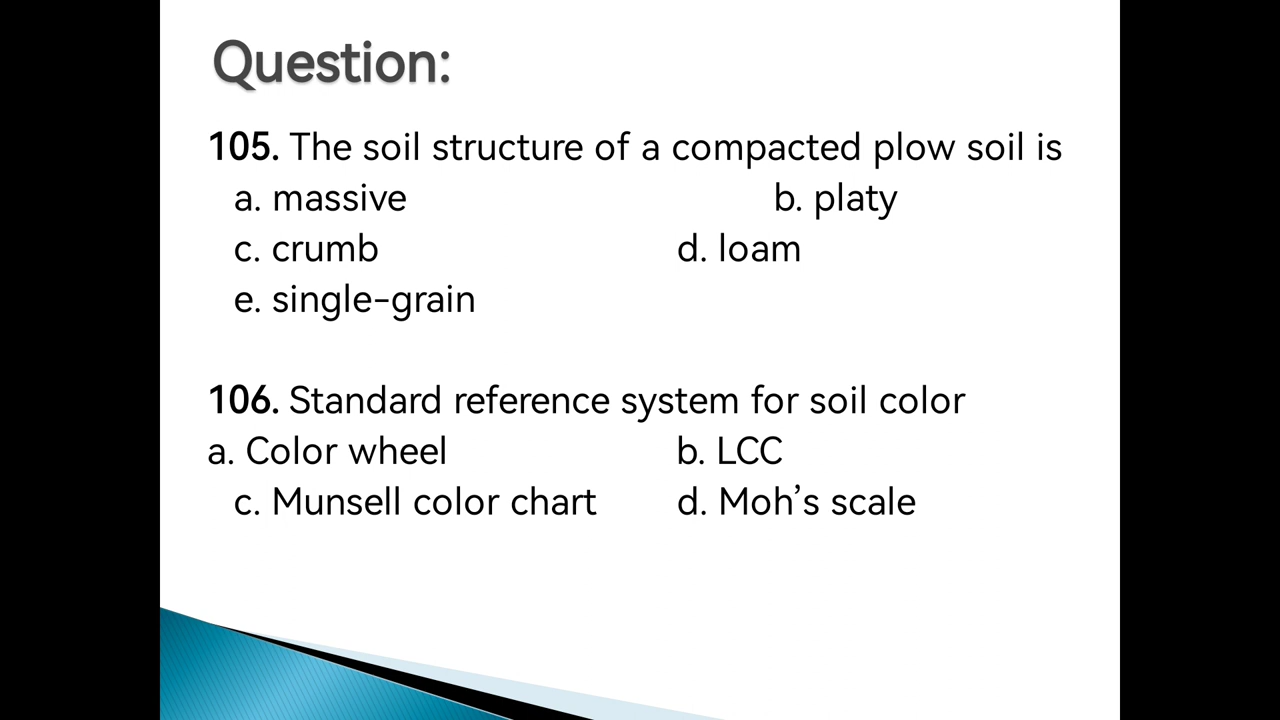 Question:
105. The soil structure of a compacted plow soil is
a. massive b. platy
c. crumb d. loam
e. single-grain
106. Standard reference system for soil color
a. Color wheel b. LCC
c. Munsell color chart d. Moh’s scale